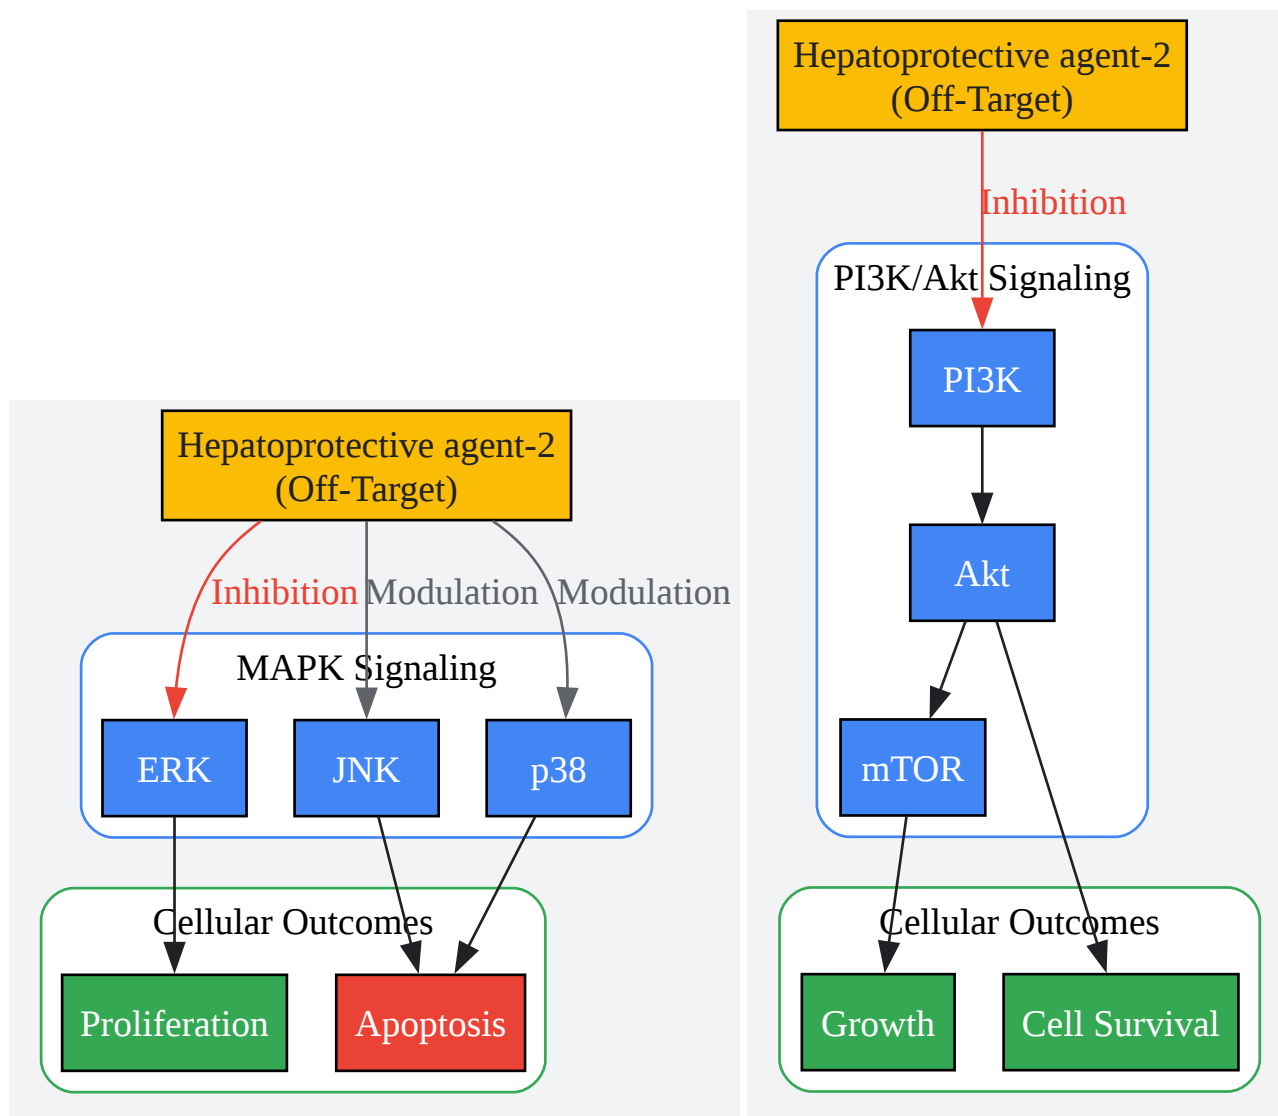 Hepatoprotective agent-2
(Off-Target)
Inhibition
Modulation
Modulation
MAPK Signaling
ERK
JNK
p38
Cellular Outcomes
Proliferation
Apoptosis
Hepatoprotective agent-2
(Off-Target)
Inhibition
PI3K/Akt Signaling
PI3K
Akt
mTOR
Cellular Outcomes
Growth
Cell Survival